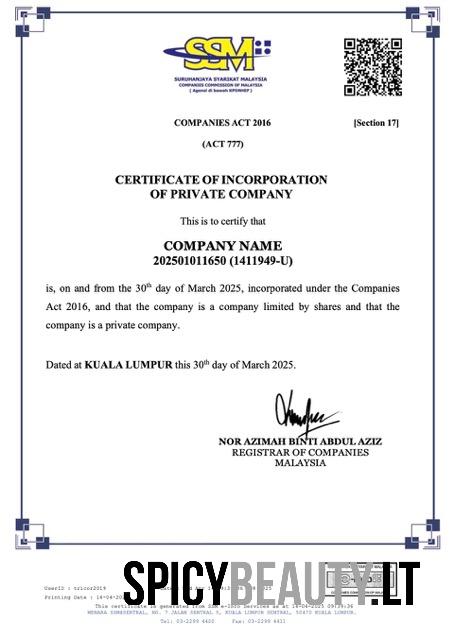 SSM
SURUHANJAYA SYARIKAT MALAYSIA
COMPANIES COMMISSION OF MALAYSIA
( Agensi di bawah KPDNHEP )
COMPANIES ACT 2016 [Section 17]
(ACT 777)
CERTIFICATE OF INCORPORATION
OF PRIVATE COMPANY
This is to certify that
COMPANY NAME
202501011650 (1411949-U)
is, on and from the 30th day of March 2025, incorporated under the Companies
Act 2016, and that the company is a company limited by shares and that the
company is a private company.
Dated at KUALA LUMPUR this 30th day of March 2025.
NOR AZIMAH BINTI ABDUL AZIZ
REGISTRAR OF COMPANIES
MALAYSIA
SPICYBEAUTY.LT
UserID : tricor2019
Printing Date : 14-04-20
This certificate is generated from SSM e-Info Services as at 14-04-2025 09:39:36
MENARA SSM@SENTRAL, NO. 7 JALAN SENTRAL 5, KUALA LUMPUR SENTRAL, 50470 KUALA LUMPUR
Tel: 03-2299 4400 Fax: 03-2299 4411